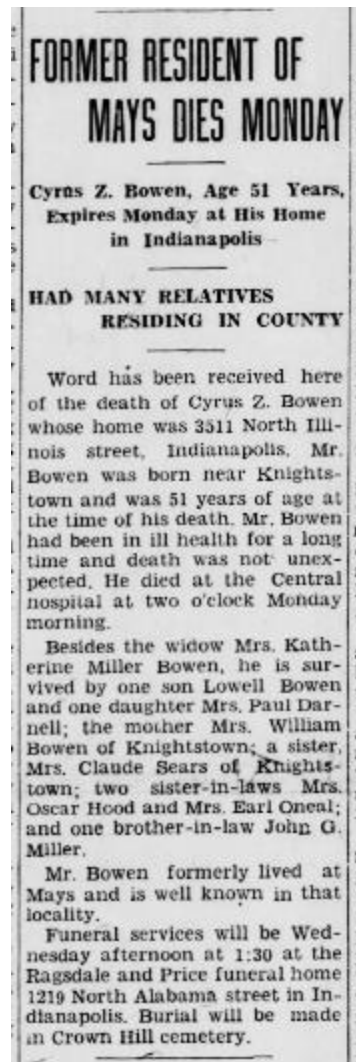 FORMER RESIDENT OF
MAYS DIES MONDAY
Cyrus Z. Bowen, Age 51 Years,
Expires Monday at His Home
in Indianapolis
HAD MANY RELATIVES
RESIDING IN COUNTY
Word has been received here
of the death of Cyrus Z. Bowen
whose home was 3511 North Illi-
nois street, Indianapolis. Mr.
Bowen was born near Knights-
town and was 51 years of age at
the time of his death. Mr. Bowen
had been in ill health for a long
time and death was not unex-
pected. He died at the Central
hospital at two o'clock Monday
morning.
Besides the widow Mrs. Kath-
erine Miller Bowen, he is sur-
vived by one son Lowell Bowen
and one daughter Mrs. Paul Dar-
nell; the mother Mrs. William
Bowen of Knightstown; a sister,
Mrs. Claude Sears of Knights-
town; two sister-in-laws Mrs.
Oscar Hood and Mrs. Earl Oneal;
and one brother-in-law John G.
Miller.
Mr. Bowen formerly lived at
Mays and is well known in that
locality.
Funeral services will be Wed-
nesday afternoon at 1:30 at the
Ragsdale and Price funeral home
1219 North Alabama street in In-
dianapolis. Burial will be made
in Crown Hill cemetery.